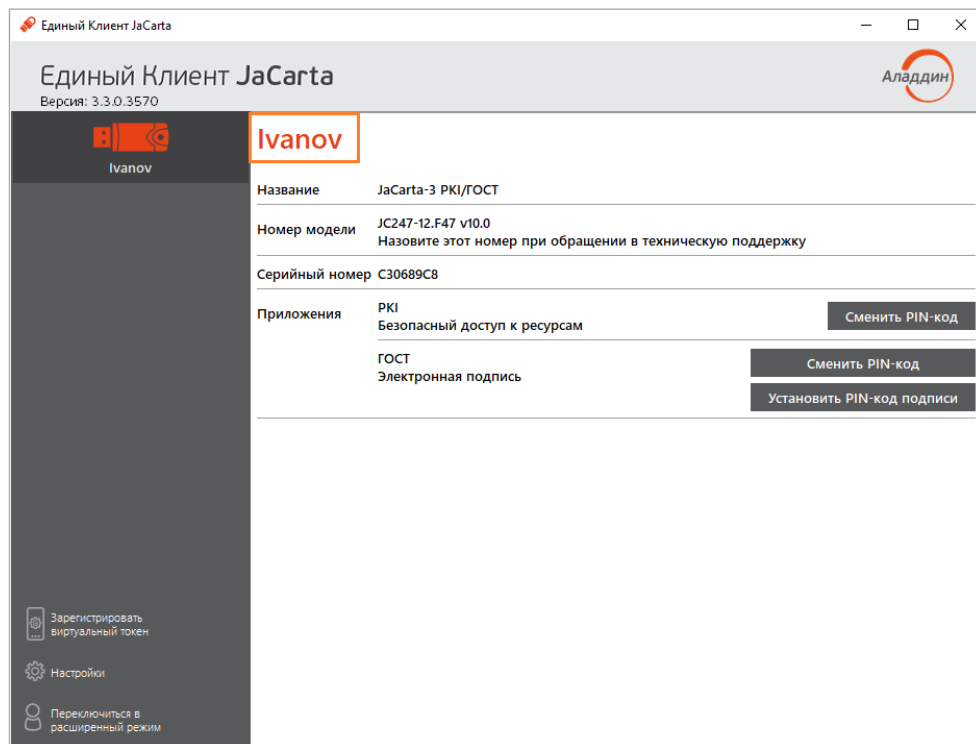 Единый Клиент JaCarta
Единый Клиент JaCarta
Версия: 3.3.0.3570
Аладдин
Ivanov
Ivanov
Название JaCarta-3 PKI/ГОСТ
Номер модели JC247-12.F47 v10.0
Назовите этот номер при обращении в техническую поддержку
Серийный номер C30689C8
Приложения PKI
Безопасный доступ к ресурсам
Сменить PIN-код
ГОСТ
Электронная подпись
Сменить PIN-код
Установить PIN-код подписи
Зарегистрировать
виртуальный токен
Настройки
Переключиться в
расширенный режим